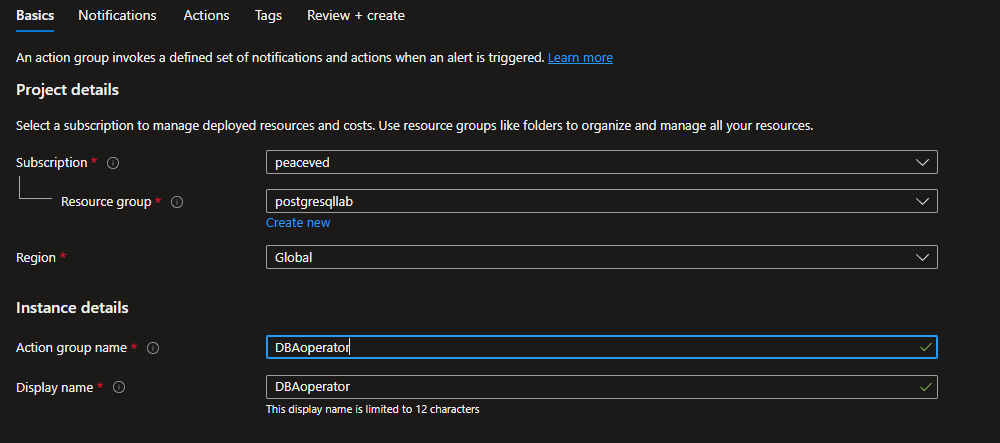 Basics Notifications Actions Tags Review + create
An action group invokes a defined set of notifications and actions when an alert is triggered. Learn more
Project details
Select a subscription to manage deployed resources and costs. Use resource groups like folders to organize and manage all your resources.
Subscription * peaceved
Resource group * postgresqllab
Create new
Region * Global
Instance details
Action group name * DBAoperator
Display name * DBAoperator
This display name is limited to 12 characters